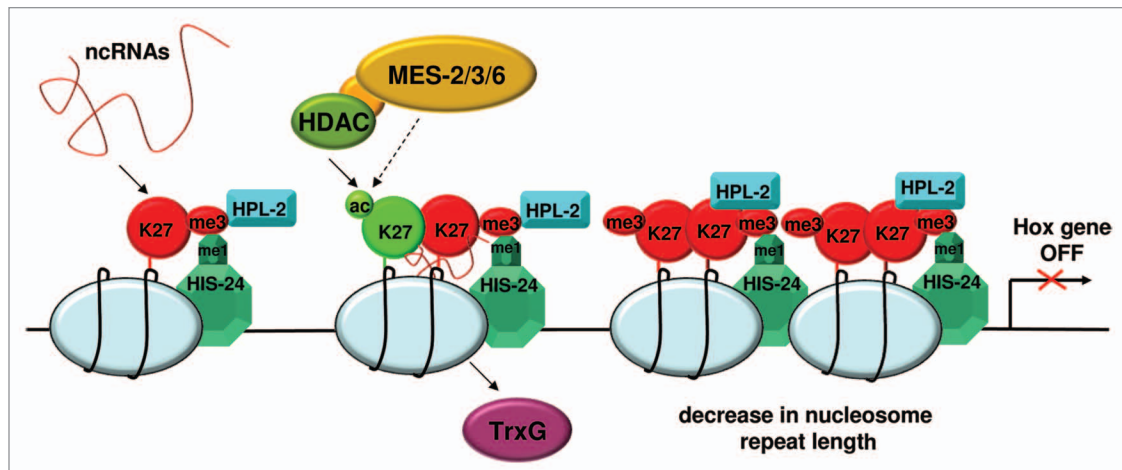 ncRNAs
MES-2/3/6
HDAC
ac
K27
me3
HPL-2
me1
HIS-24
K27
K27
me3
HPL-2
me1
HIS-24
TrxG
me3
K27
K27
me3
HPL-2
me1
HIS-24
me3
K27
K27
me3
HPL-2
me1
HIS-24
Hox gene
OFF
decrease in nucleosome
repeat length